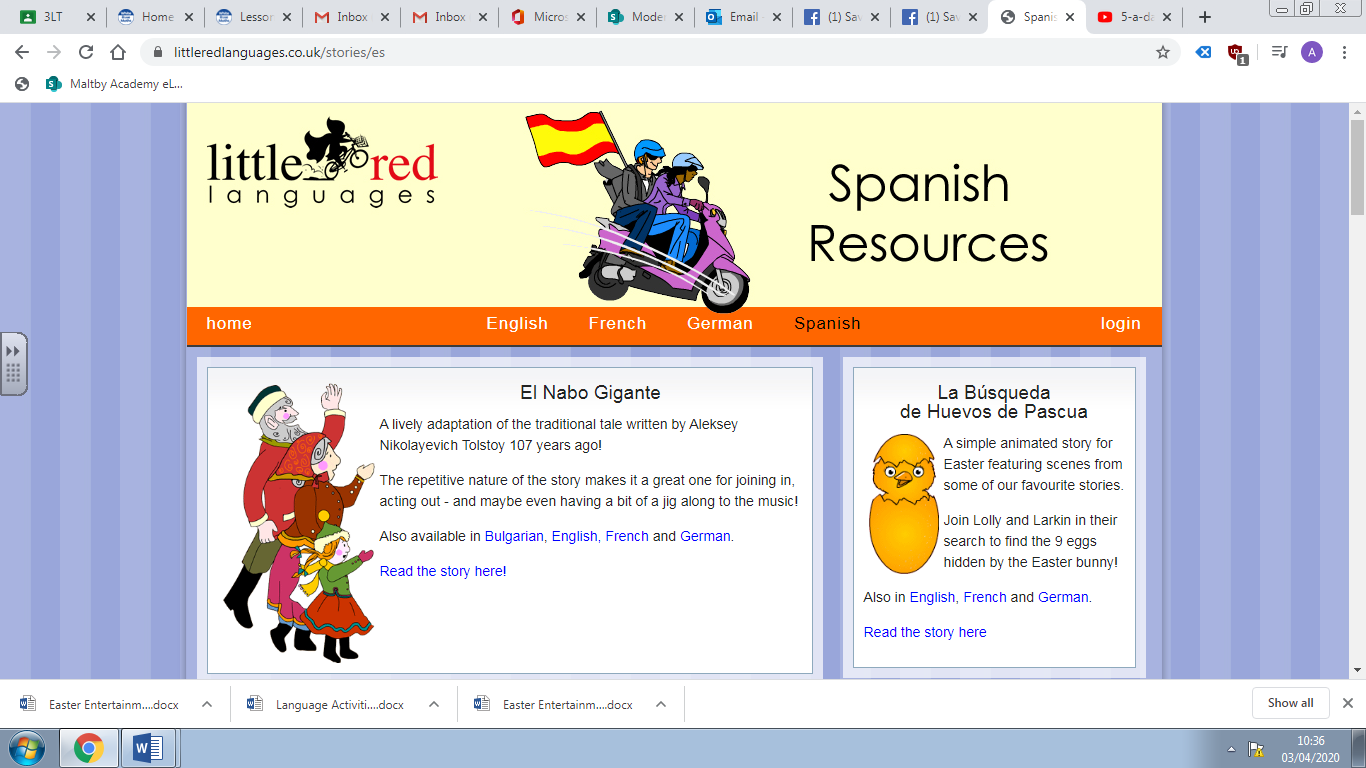 3LT
Home
Lesson
Inbox
Inbox
Micros
Moder
Email
(1) Sav
(1) Sav
Spanis
5-a-da
littleredlanguages.co.uk/stories/es
1
A
Maltby Academy eL...
little red
languages
Spanish
Resources
home
English
French
German
Spanish
login
El Nabo Gigante
A lively adaptation of the traditional tale written by Aleksey
Nikolayevich Tolstoy 107 years ago!
The repetitive nature of the story makes it a great one for joining in,
acting out - and maybe even having a bit of a jig along to the music!
Also available in Bulgarian, English, French and German.
Read the story here!
La Búsqueda
de Huevos de Pascua
A simple animated story for
Easter featuring scenes from
some of our favourite stories.
Join Lolly and Larkin in their
search to find the 9 eggs
hidden by the Easter bunny!
Also in English, French and German.
Read the story here
Easter Entertainm....docx
Language Activiti....docx
Easter Entertainm....docx
Show all
10:36
03/04/2020